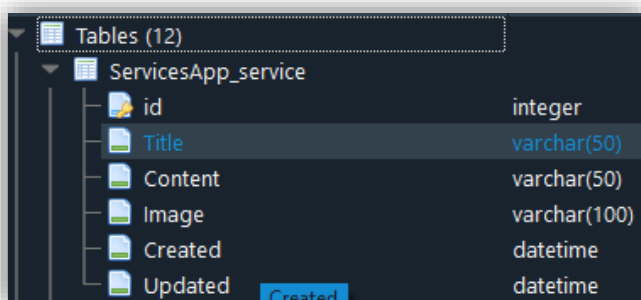 Tables (12)
ServicesApp_service
id integer
Title varchar(50)
Content varchar(50)
Image varchar(100)
Created datetime
Updated datetime
Created